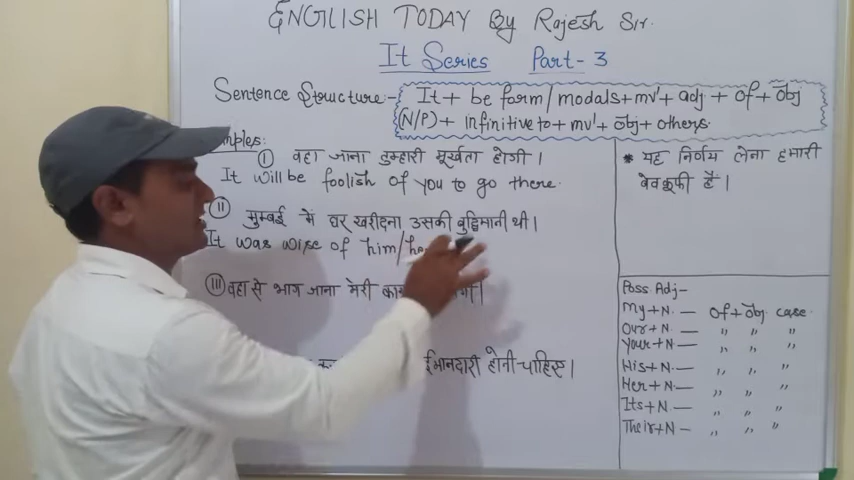 ENGLISH TODAY By Rajesh Sir.
It Series Part-3
Sentence Structure:- It + be form/modals+mv¹+ adj + of + obj
(N/P) + infinitive to + mv¹+ obj + others.
mples:
I वहा जाना तुम्हारी मूर्खता होगी ।
It will be foolish of you to go there.
II मुम्बई में घर खरीदना उसकी बुद्धिमानी थी।
It was wise of him/he
III वहा से भाग जाना मेरी
ईमानदारी होनी चाहिए ।
* यह निर्णय लेना हमारी
बेवकूफी है ।
Poss Adj-
My+N. — Of+Obj case.
Our+N — " " "
Your+N — " " "
His+N — " " "
Her+N — " " "
Its+N — " " "
Their+N — " " "